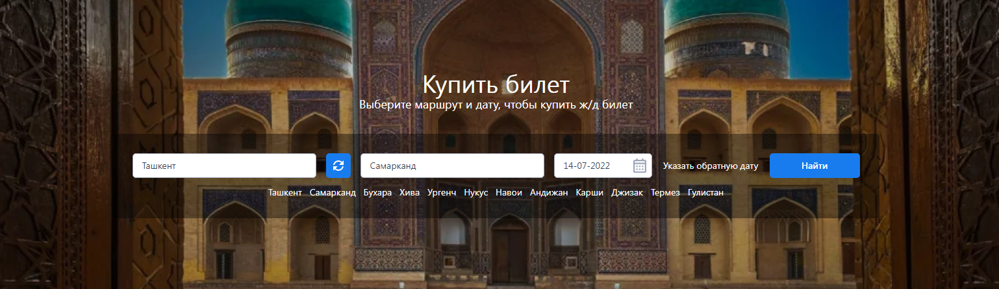 Купить билет
Выберите маршрут и дату, чтобы купить ж/д билет
Ташкент Самарканд 14-07-2022 Указать обратную дату Найти
Ташкент Самарканд Бухара Хива Ургенч Нукус Навои Андижан Карши Джизак Термез Гулистан